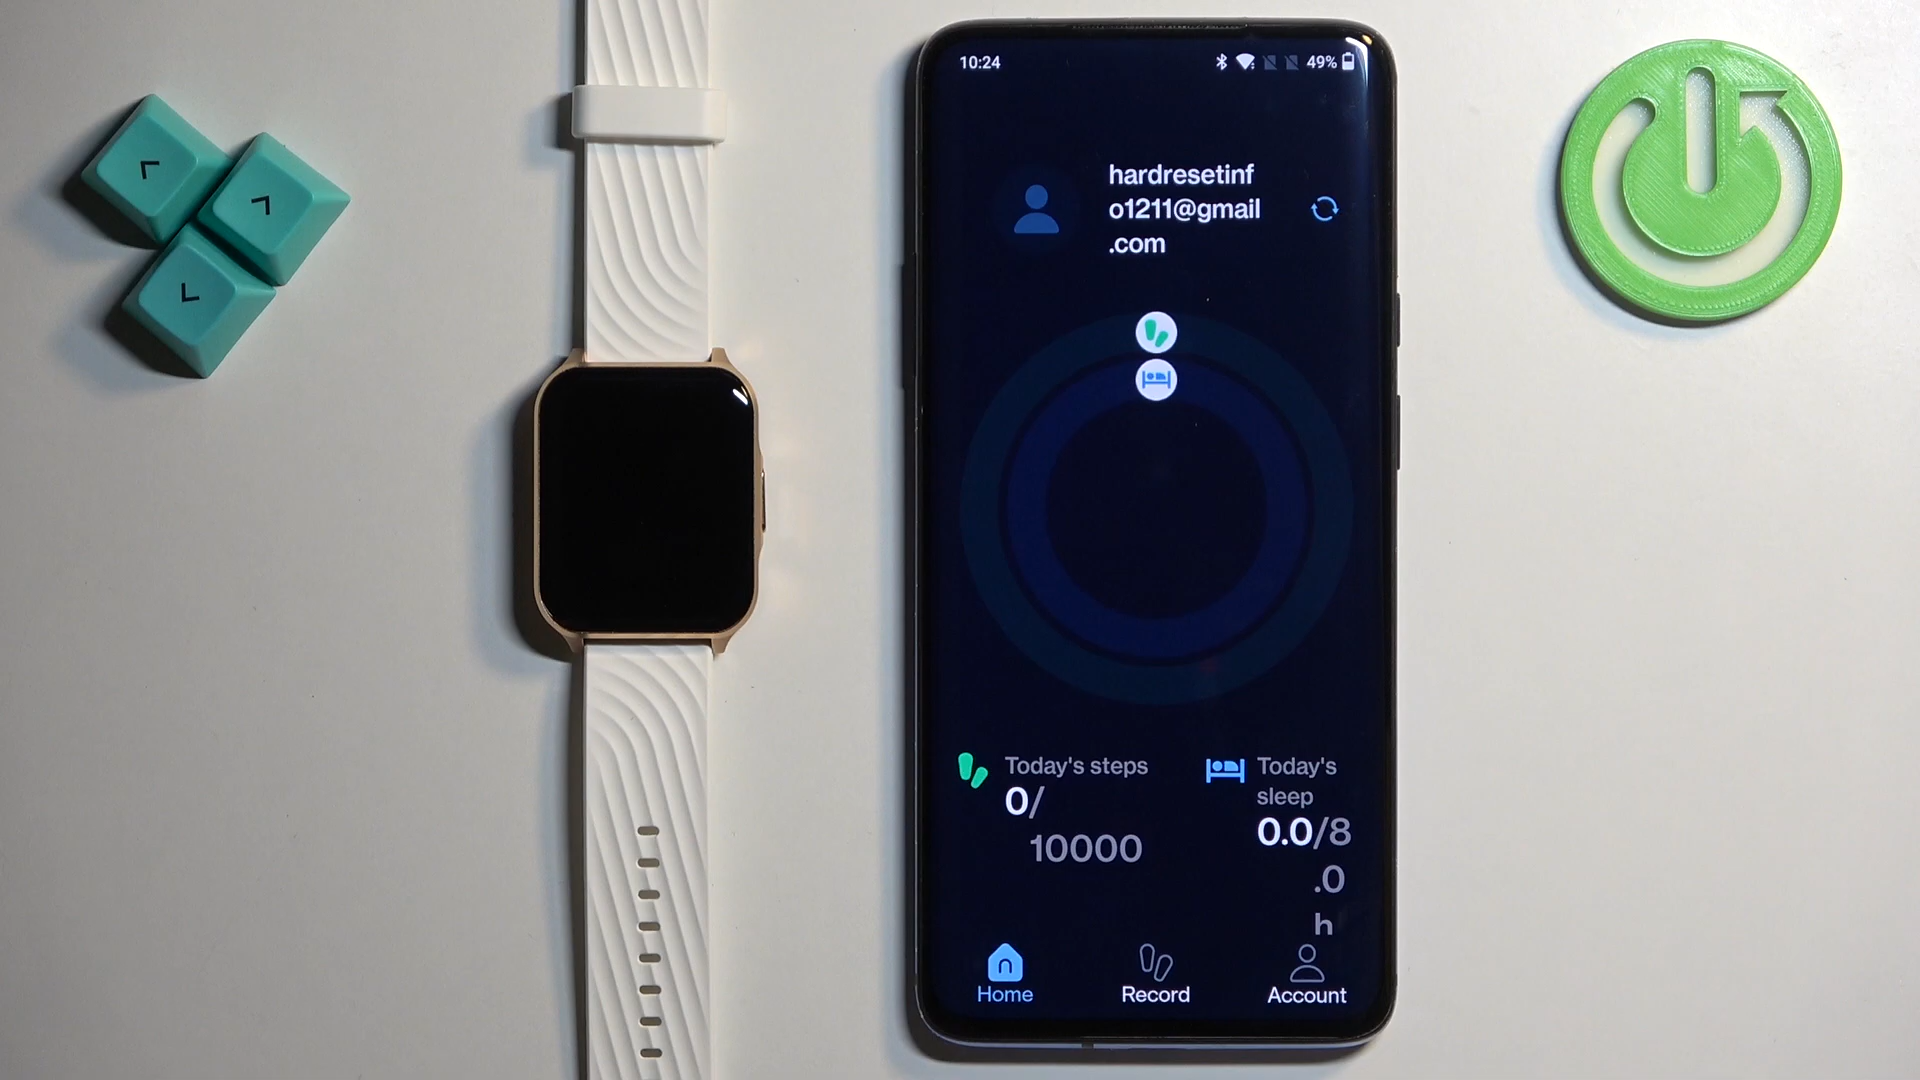 10:24 49%
hardresetinf
o1211@gmail
.com
Today's steps
0/
10000
Today's
sleep
0.0/8
.0
h
Home Record Account